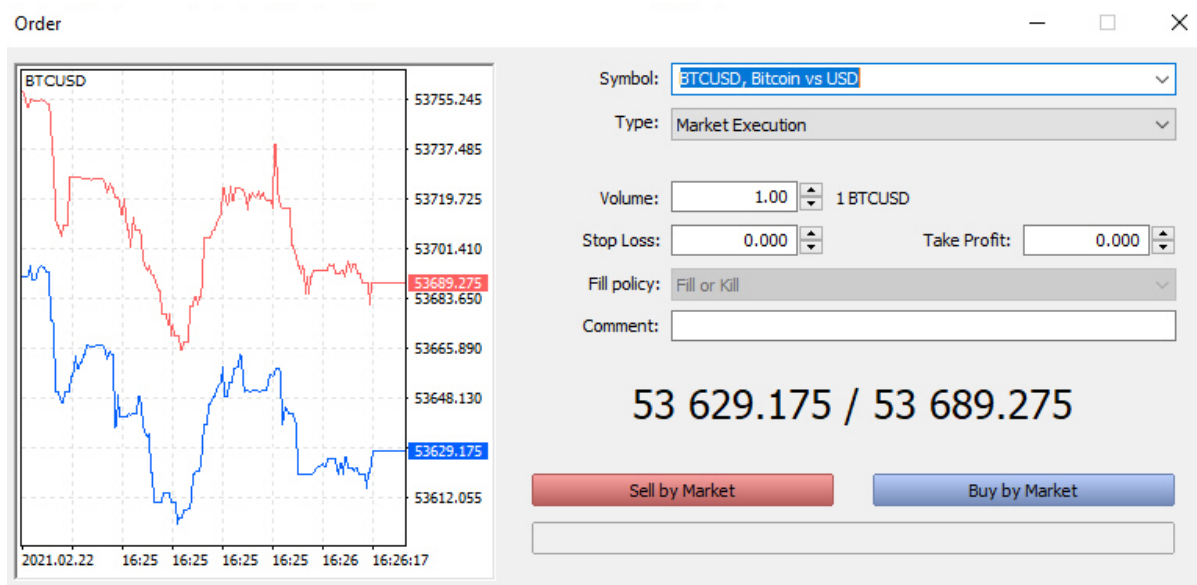 Order
BTCUSD
53755.245
53737.485
53719.725
53701.410
53689.275
53683.650
53665.890
53648.130
53629.175
53612.055
2021.02.22 16:25 16:25 16:25 16:25 16:26 16:26:17
Symbol: BTCUSD, Bitcoin vs USD
Type: Market Execution
Volume: 1.00 1 BTCUSD
Stop Loss: 0.000 Take Profit: 0.000
Fill policy: Fill or Kill
Comment:
53 629.175 / 53 689.275
Sell by Market Buy by Market